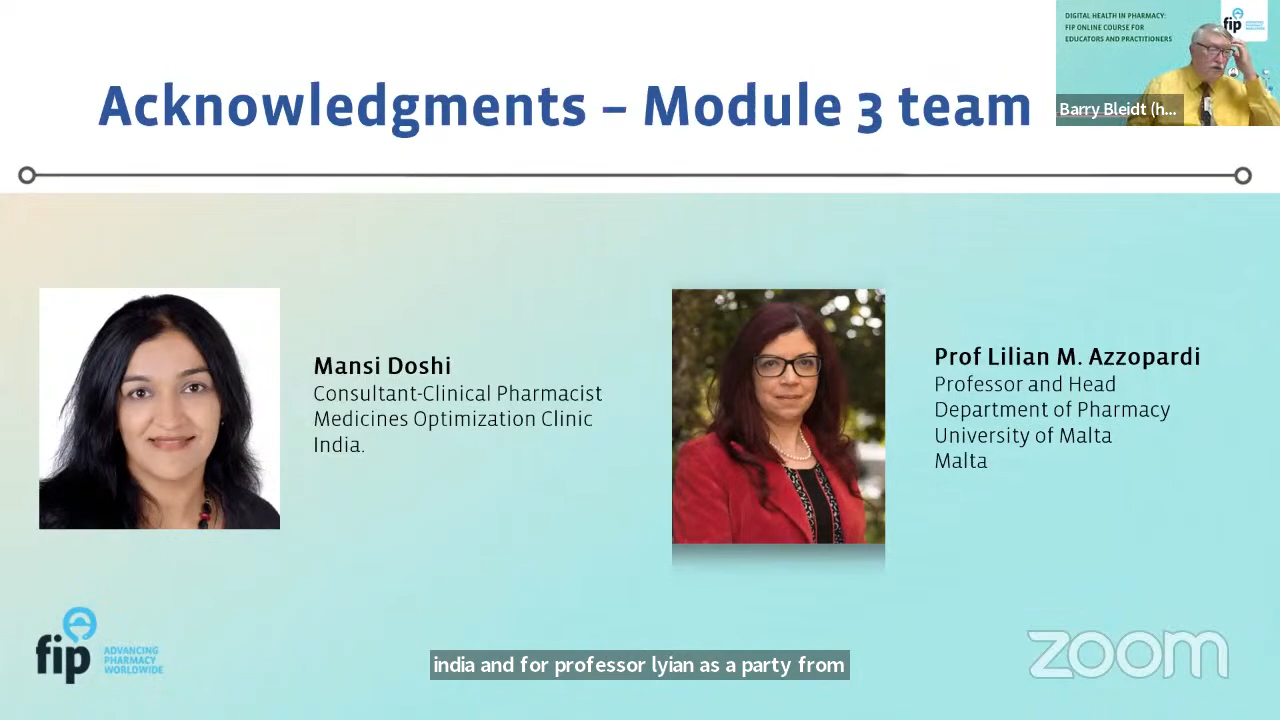 DIGITAL HEALTH IN PHARMACY:
FIP ONLINE COURSE FOR
EDUCATORS AND PRACTITIONERS
fip
Barry Bleidt (h...
Acknowledgments – Module 3 team
Mansi Doshi
Consultant-Clinical Pharmacist
Medicines Optimization Clinic
India.
Prof Lilian M. Azzopardi
Professor and Head
Department of Pharmacy
University of Malta
Malta
fip
ADVANCING
PHARMACY
WORLDWIDE
india and for professor lyian as a party from
zoom